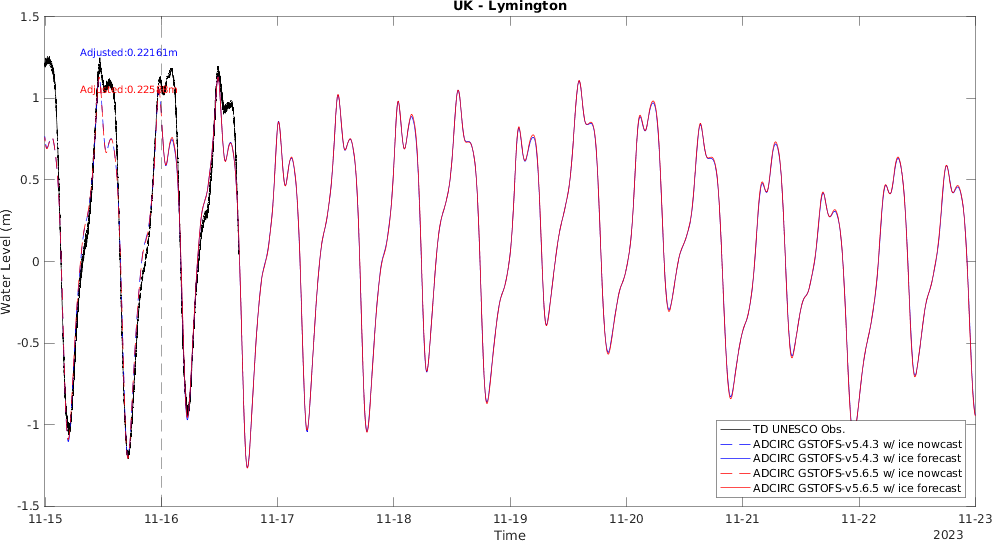 UK - Lymington
Adjusted:0.22161m
Water Level (m)
1.5
1
0.5
0
-0.5
-1
-1.5
TD UNESCO Obs.
ADCIRC GSTOFS-v5.4.3 w/ ice nowcast
ADCIRC GSTOFS-v5.4.3 w/ ice forecast
ADCIRC GSTOFS-v5.6.5 w/ ice nowcast
ADCIRC GSTOFS-v5.6.5 w/ ice forecast
11-15 11-16 11-17 11-18 11-19 11-20 11-21 11-22 11-23
Time
2023